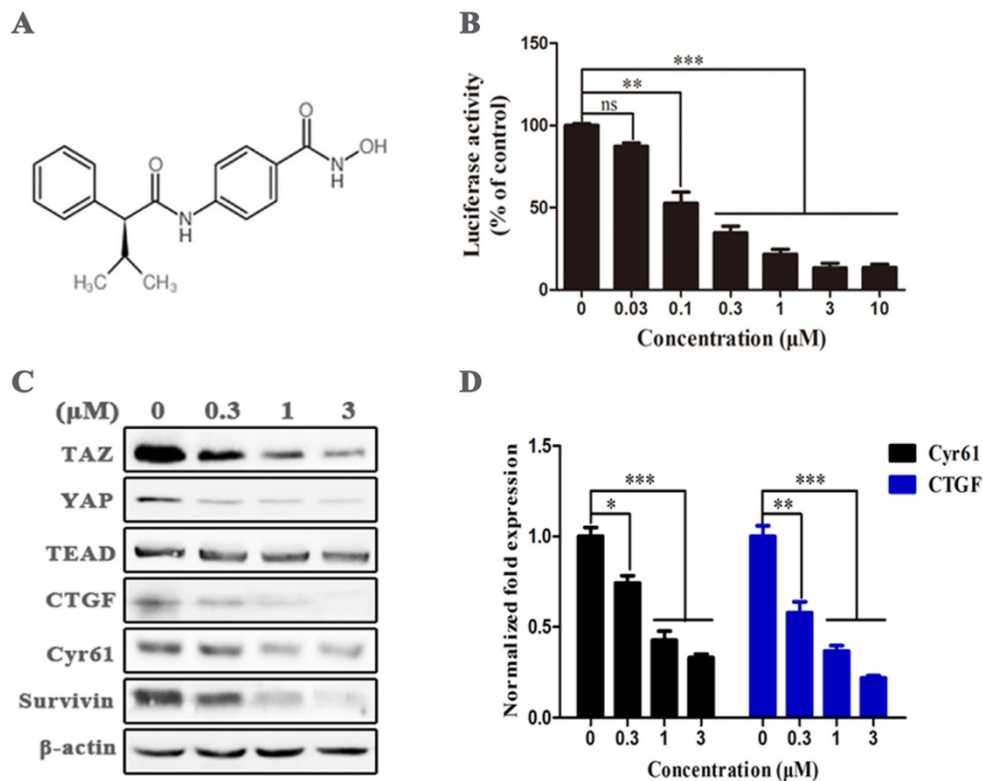 A
O
O
N
H
N
H
OH
H₃C
CH₃
B
Luciferase activity
(% of control)
150
100
50
0
***
**
ns
0 0.03 0.1 0.3 1 3 10
Concentration (μM)
C
(μM) 0 0.3 1 3
TAZ
YAP
TEAD
CTGF
Cyr61
Survivin
β-actin
D
Normalized fold expression
1.5
1.0
0.5
0.0
*** ***
* **
Cyr61
CTGF
0 0.3 1 3 0 0.3 1 3
Concentration (μM)